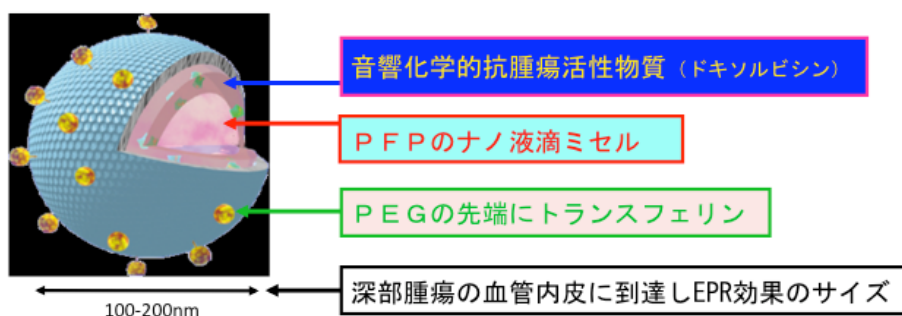 音響化学的抗腫瘍活性物質（ドキソルビシン）
ＰＦＰのナノ液滴ミセル
ＰＥＧの先端にトランスフェリン
深部腫瘍の血管内皮に到達しEPR効果のサイズ
100-200nm